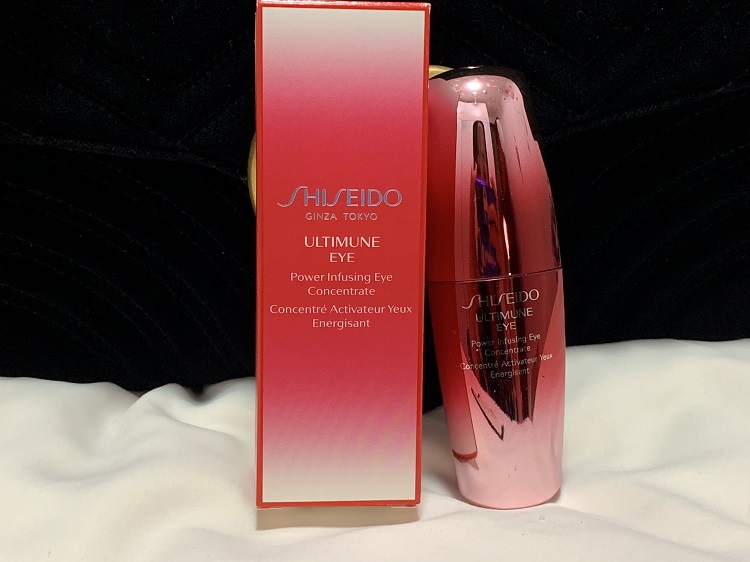 SHISEIDO
GINZA TOKYO
ULTIMUNE
EYE
Power Infusing Eye
Concentrate
Concentré Activateur Yeux
Energisant
SHISEIDO
ULTIMUNE
EYE
Power Infusing Eye
Concentrate
Concentré Activateur Yeux
Energisant